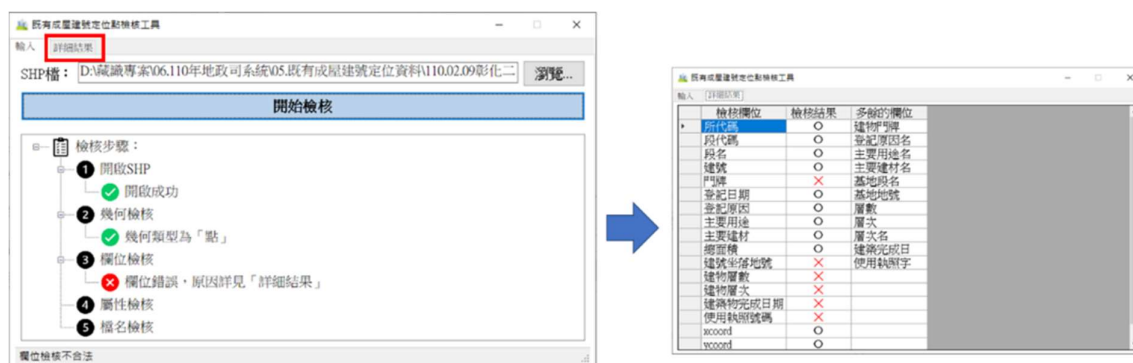 既有成屋建號定位點檢核工具
輸入 詳細結果
SHP檔： D:\藏識專案\06.110年地政司系統\05.既有成屋建號定位資料\110.02.09彰化二 瀏覽...
開始檢核
檢核步驟：
1 開啟SHP
開啟成功
2 幾何檢核
幾何類型為「點」
3 欄位檢核
欄位錯誤，原因詳見「詳細結果」
4 屬性檢核
5 檔名檢核
欄位檢核不合法
既有成屋建號定位點檢核工具
輸入 詳細結果
檢核欄位 檢核結果 多餘的欄位
所代碼 O 建物門牌
段代碼 O 登記原因名
段名 O 主要用途名
建號 O 主要建材名
門牌 X 基地段名
登記日期 O 基地地號
登記原因 O 層數
主要用途 O 層次
主要建材 O 層次名
總面積 O 建築完成日
建號坐落地號 X 使用執照字
建物層數 X
建物層次 X
建築物完成日期 X
使用執照號碼 X
xcoord O
ycoord O